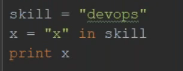 skill = "devops"
x = "x" in skill
print x